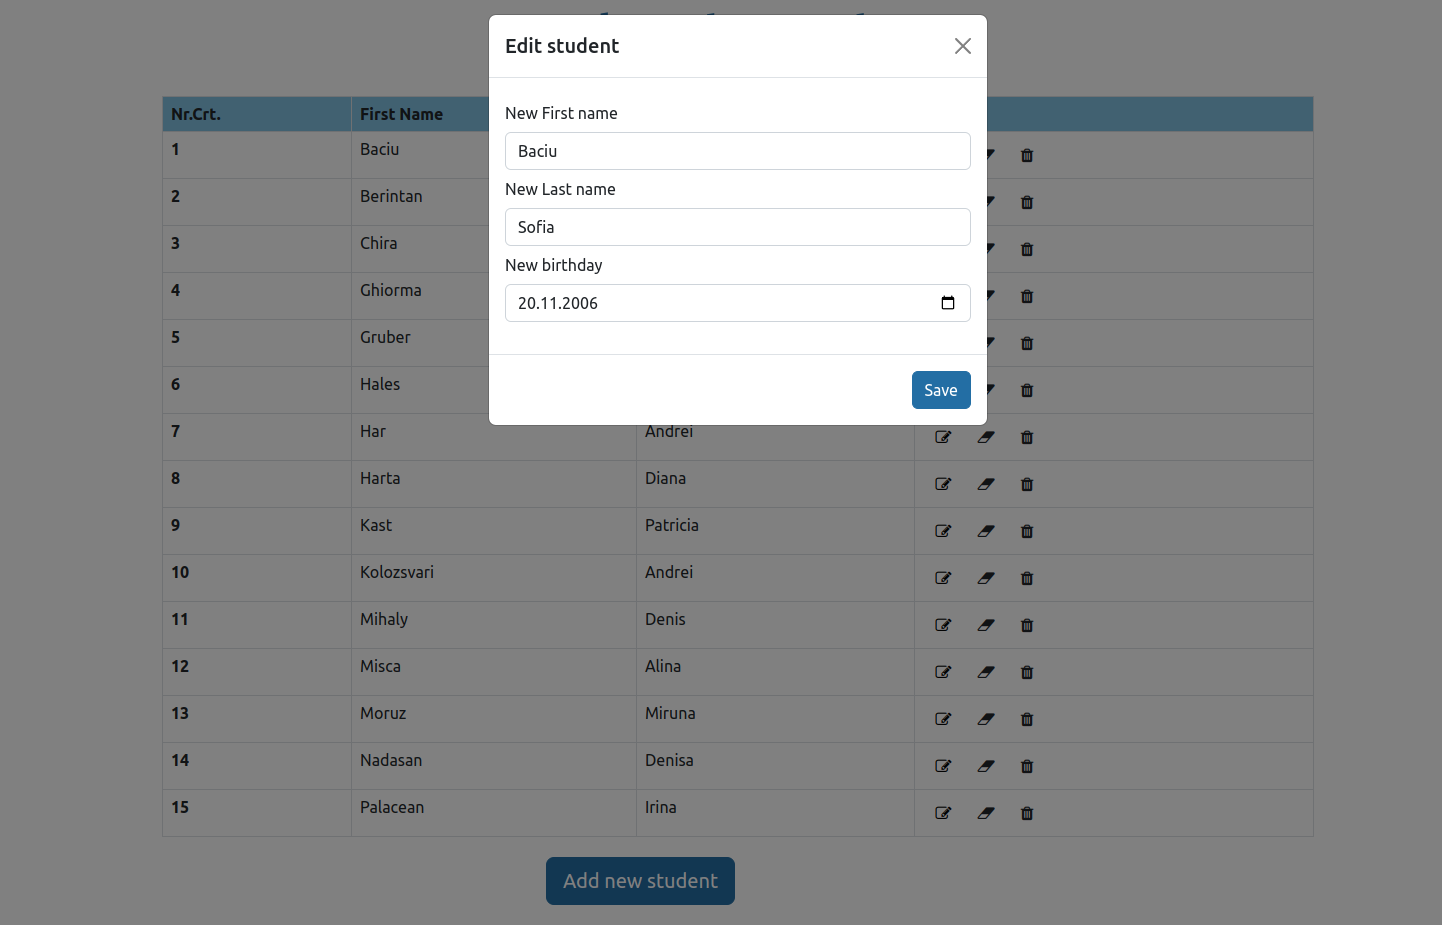 Edit student
New First name
Baciu
New Last name
Sofia
New birthday
20.11.2006
Save
Nr.Crt. First Name
1 Baciu
2 Berintan
3 Chira
4 Ghiorma
5 Gruber
6 Hales
7 Har Andrei
8 Harta Diana
9 Kast Patricia
10 Kolozsvari Andrei
11 Mihaly Denis
12 Misca Alina
13 Moruz Miruna
14 Nadasan Denisa
15 Palacean Irina
Add new student